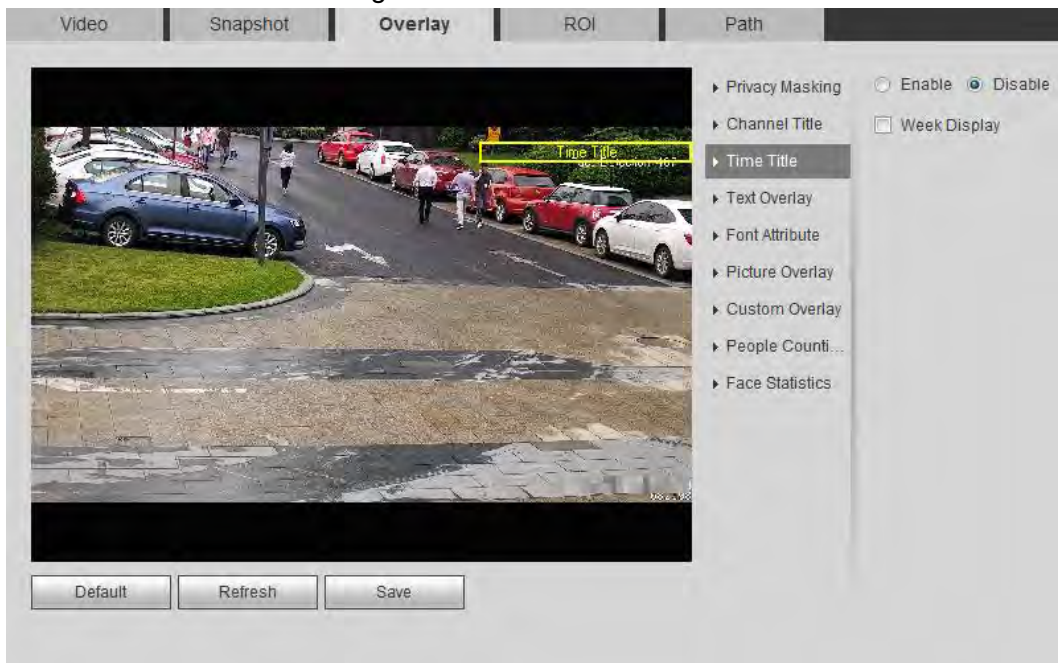 Video Snapshot Overlay ROI Path
Privacy Masking
Enable Disable
Channel Title
Week Display
Time Title
Time Title
Text Overlay
Font Attribute
Picture Overlay
Custom Overlay
People Counti...
Face Statistics
Default Refresh Save